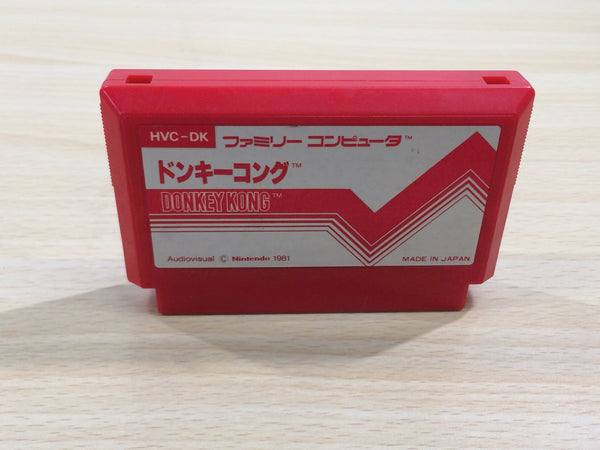 HVC-DK ファミリー コンピュータ™
ドンキーコング™
DONKEY KONG™
Audiovisual © Nintendo 1981 MADE IN JAPAN